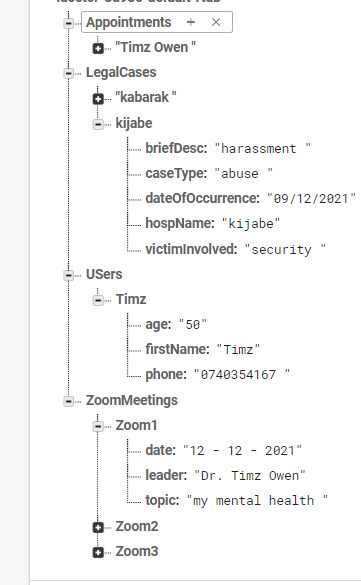 Appointments + ×
"Timz Owen "
LegalCases
"kabarak "
kijabe
briefDesc: "harassment "
caseType: "abuse "
dateOfOccurrence: "09/12/2021"
hospName: "kijabe"
victimInvolved: "security "
USers
Timz
age: "50"
firstName: "Timz"
phone: "0740354167 "
ZoomMeetings
Zoom1
date: "12 - 12 - 2021"
leader: "Dr. Timz Owen"
topic: "my mental health "
Zoom2
Zoom3